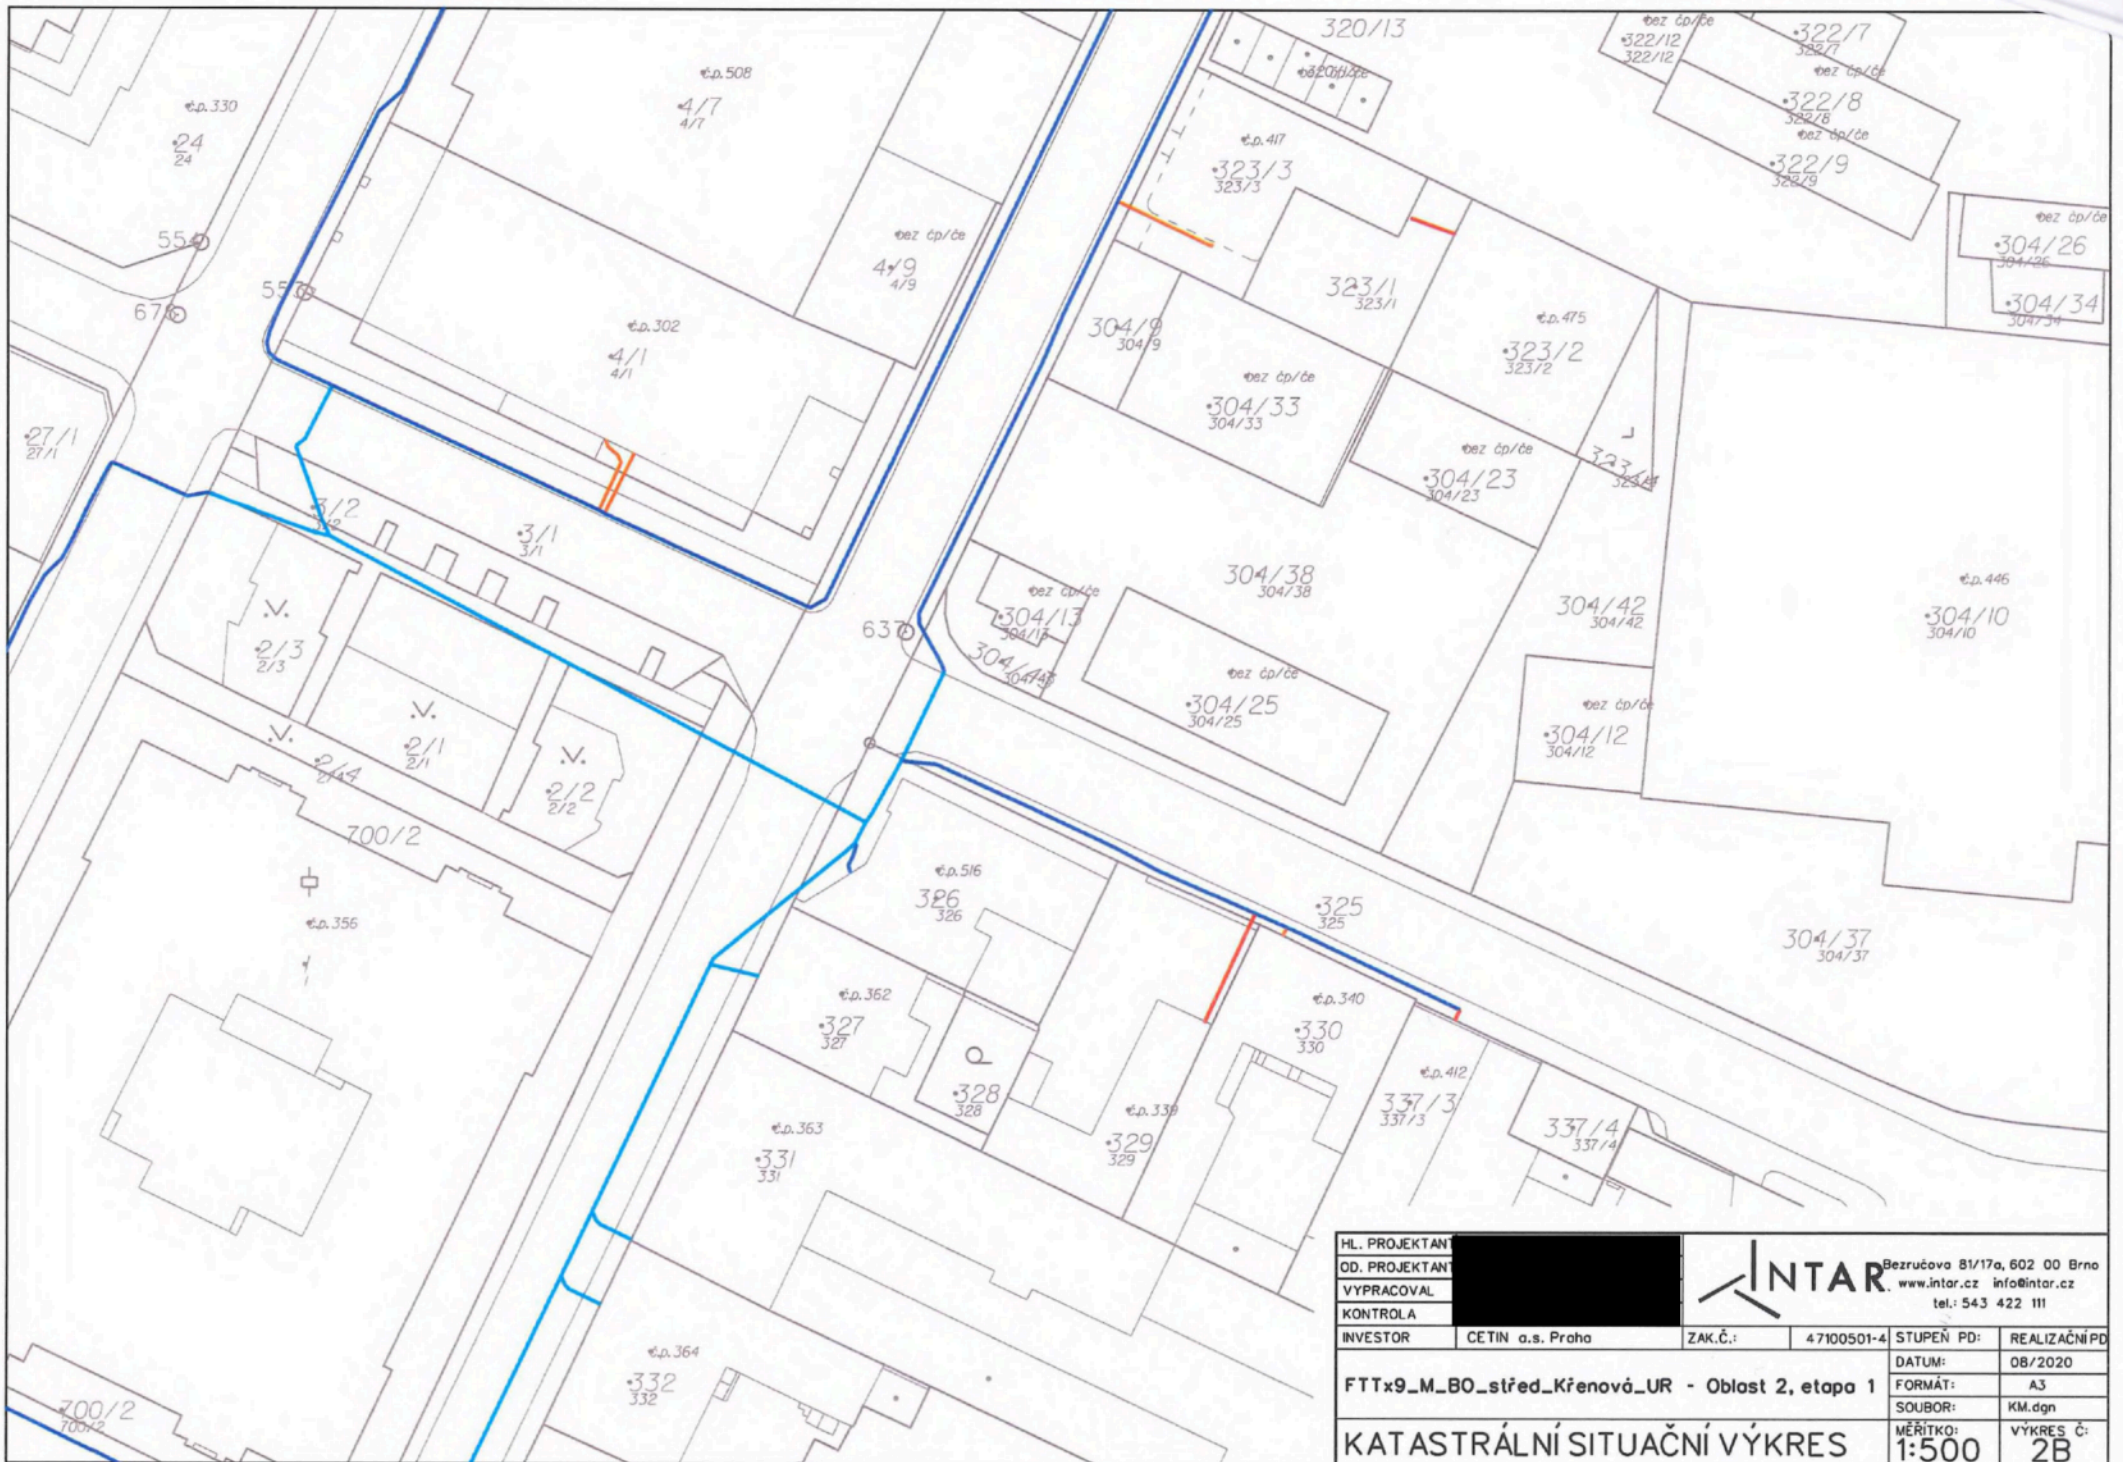 320/13
bez čp/če
322/12
322/12
322/7
322/7
bez čp/če
322/8
322/8
bez čp/če
322/9
322/9
č.p.508
4/7
4/7
č.p.330
24
24
č.p.417
323/3
323/3
bez čp/če
304/26
304/26
304/34
304/34
bez čp/če
4/9
4/9
323/1
323/1
č.p.302
4/1
4/1
304/9
304/9
č.p.475
323/2
323/2
bez čp/če
304/33
304/33
27/1
27/1
bez čp/če
304/23
304/23
323/4
3/2
3/1
3/1
304/38
304/38
bez čp/če
304/13
304/13
304/42
304/42
č.p.446
304/10
304/10
637
2/3
2/3
bez čp/če
304/25
304/25
bez čp/če
304/12
304/12
2/1
2/1
2/2
2/2
700/2
č.p.516
326
326
č.p.356
325
325
304/37
304/37
č.p.362
327
327
č.p.340
330
330
P
328
328
č.p.412
337/3
337/3
č.p.363
331
331
č.p.339
329
329
337/4
337/4
č.p.364
332
332
700/2
700/2
HL. PROJEKTANT
OD. PROJEKTANT
VYPRACOVAL
KONTROLA
INTAR
Bezručova 81/17a, 602 00 Brno
www.intar.cz info@intar.cz
tel.: 543 422 111
INVESTOR CETIN a.s. Praha ZAK.Č.: 47100501-4 STUPEŇ PD: REALIZAČNÍ PD
DATUM: 08/2020
FTTx9_M_BO_střed_Křenová_UR - Oblast 2, etapa 1
FORMÁT: A3
SOUBOR: KM.dgn
KATASTRÁLNÍ SITUAČNÍ VÝKRES
MĚŘÍTKO: 1:500
VÝKRES Č: 2B